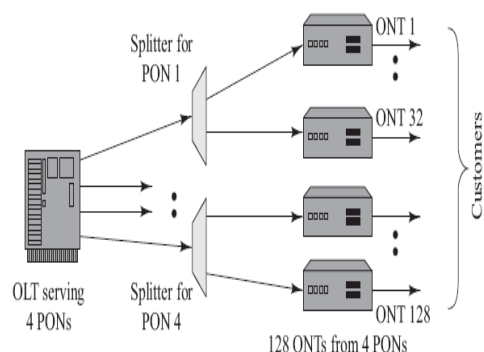 Splitter for
PON 1
ONT 1
ONT 32
Customers
OLT serving
4 PONs
Splitter for
PON 4
ONT 128
128 ONTs from 4 PONs